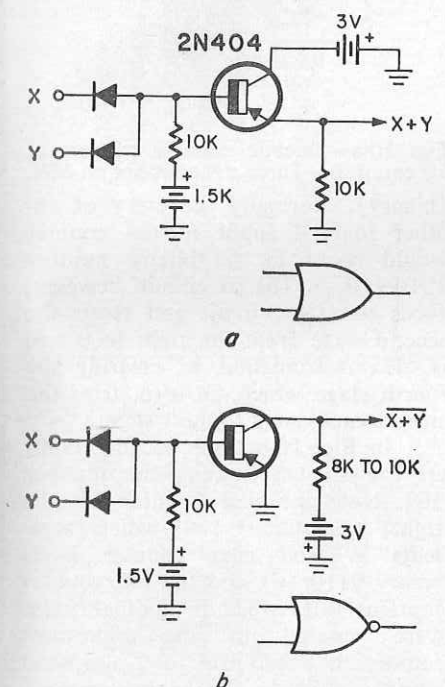 3V
+
2N404
X
Y
X+Y
10K
+
1.5K
10K
a
X
Y
X̅+̅Y̅
10K
8K TO 10K
1.5V
+
3V
+
b